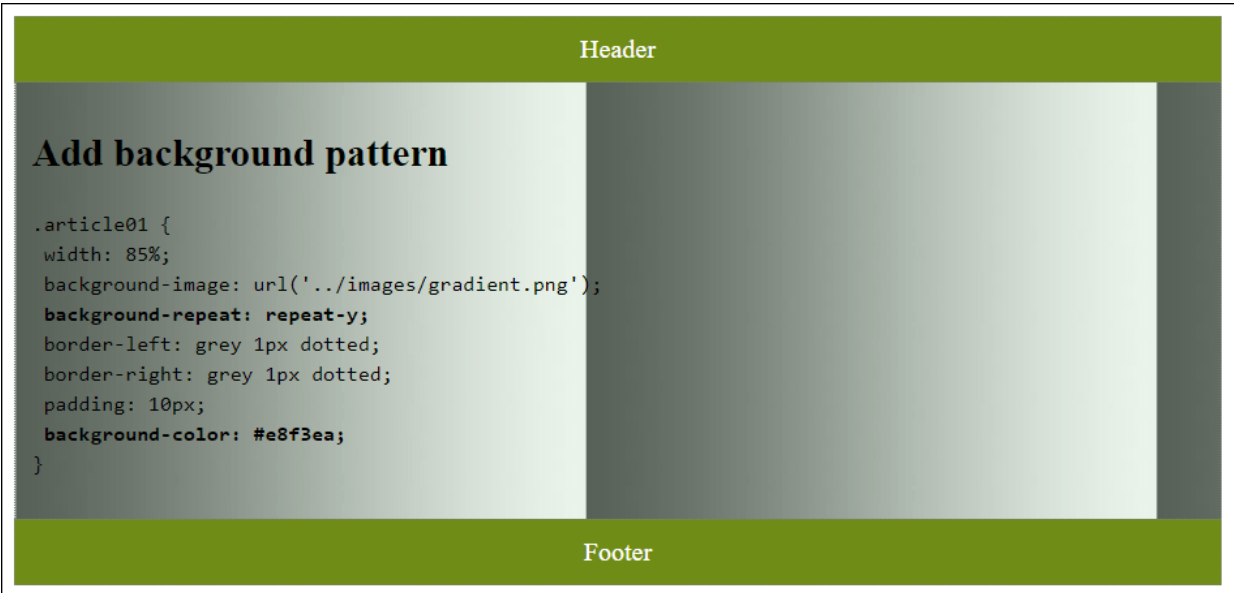 Header
Add background pattern
.article01 {
width: 85%;
background-image: url('../images/gradient.png');
background-repeat: repeat-y;
border-left: grey 1px dotted;
border-right: grey 1px dotted;
padding: 10px;
background-color: #e8f3ea;
}
Footer